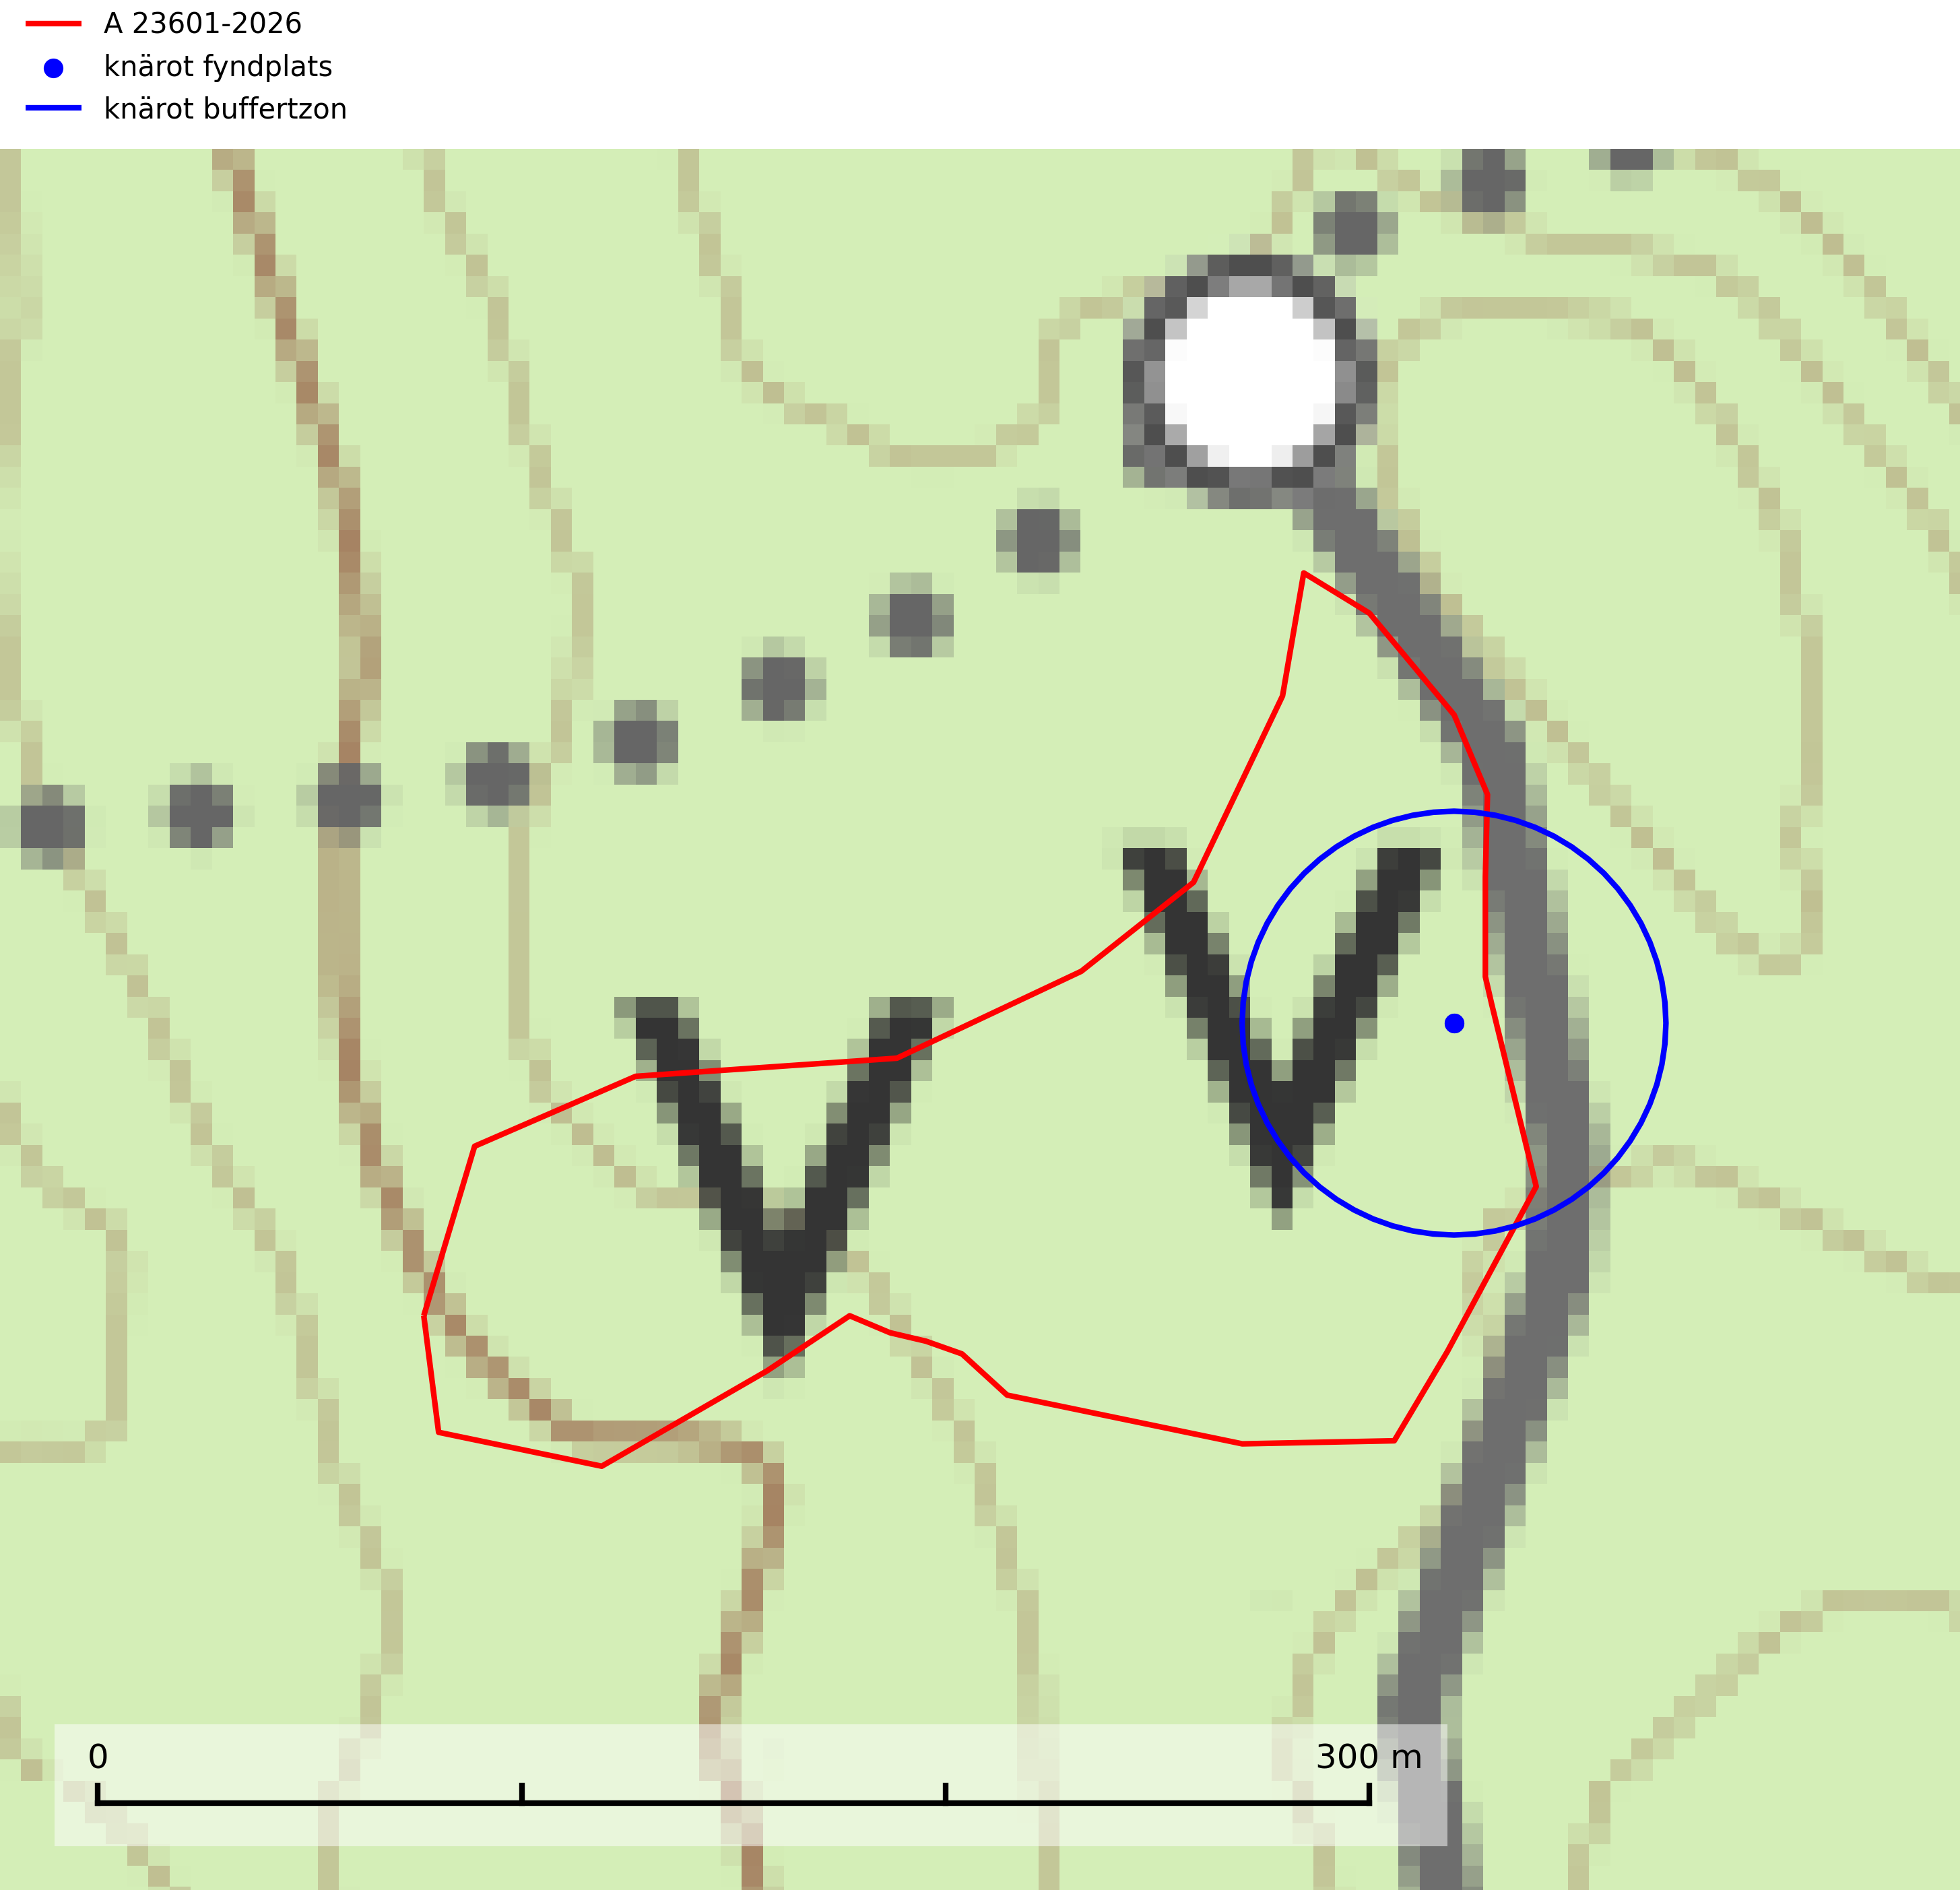 A 23601-2026
knärot fyndplats
knärot buffertzon
0 300 m